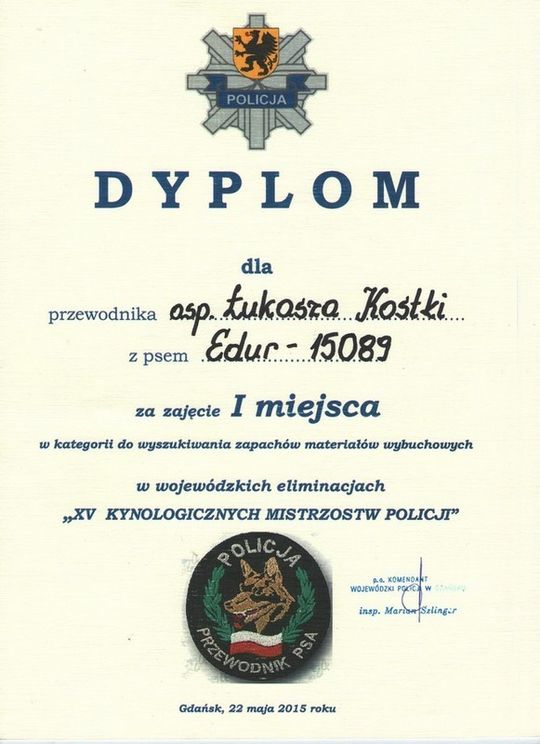 POLICJA
DYPLOM
dla
przewodnika asp. Łukasza Kostki
z psem Edur - 15089
za zajęcie I miejsca
w kategorii do wyszukiwania zapachów materiałów wybuchowych
w wojewódzkich eliminacjach
„XV KYNOLOGICZNYCH MISTRZOSTW POLICJI”
POLICJA
PRZEWODNIK PSA
p.o. KOMENDANT
WOJEWÓDZKI POLICJI W GDAŃSKU
insp. Marian Szlinger
Gdańsk, 22 maja 2015 roku